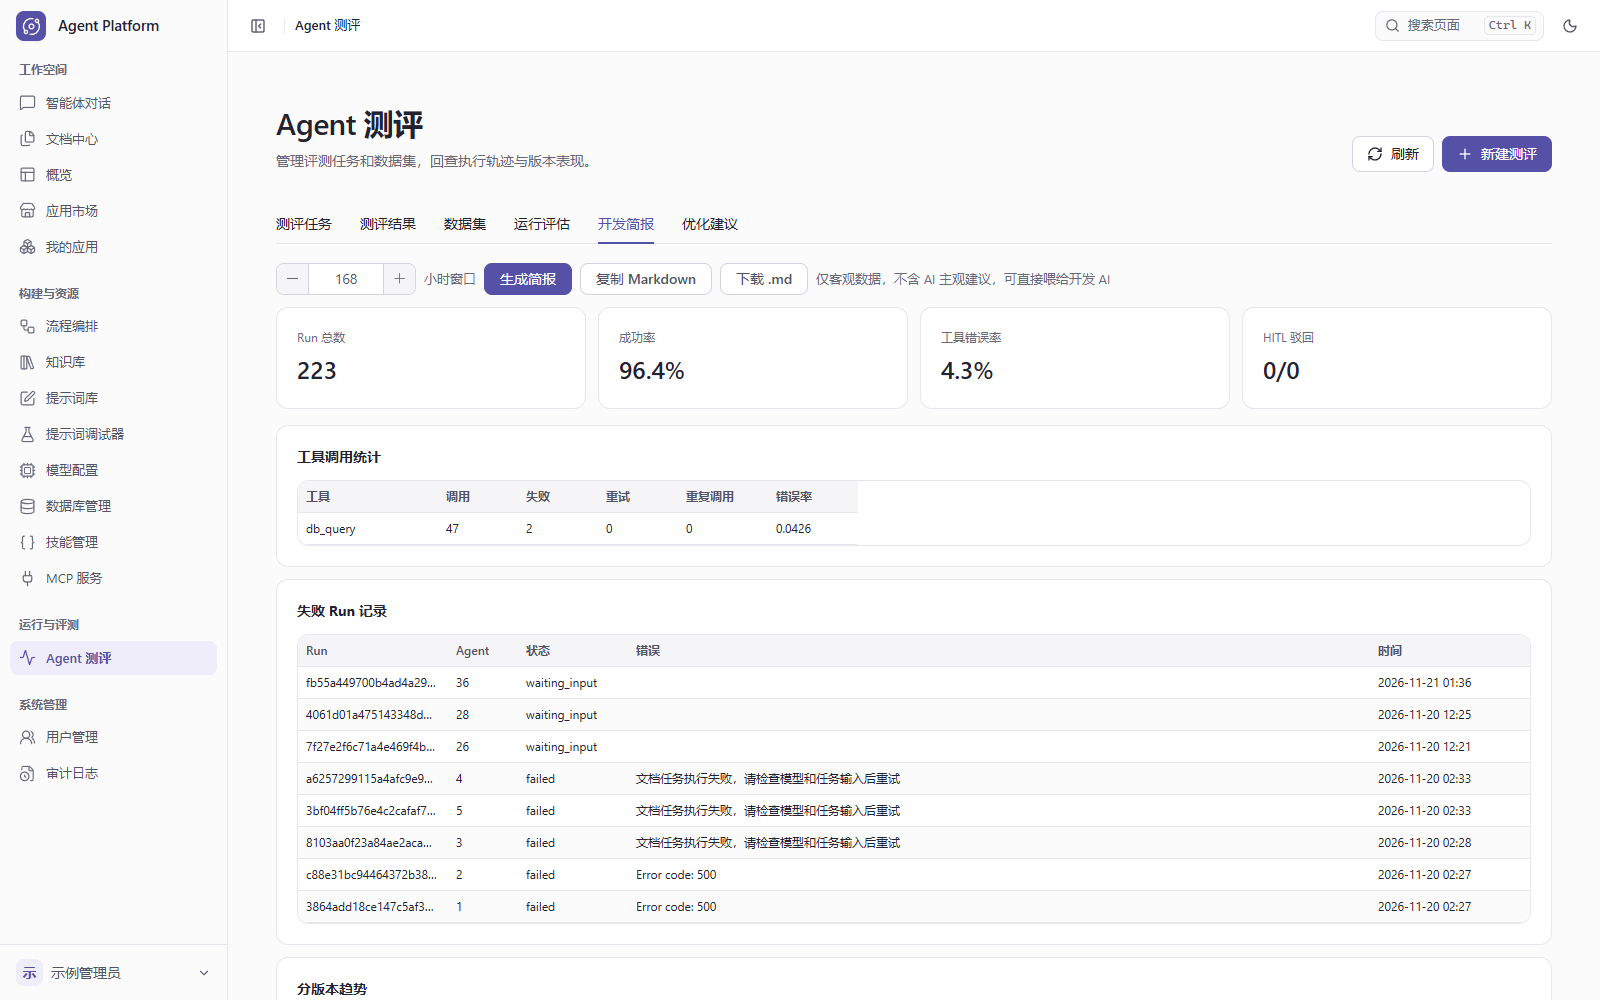 Agent Platform
工作空间
智能体对话
文档中心
概览
应用市场
我的应用
构建与资源
流程编排
知识库
提示词库
提示词调试器
模型配置
数据库管理
技能管理
MCP 服务
运行与评测
Agent 测评
系统管理
用户管理
审计日志
示 示例管理员
Agent 测评
搜索页面 Ctrl K
Agent 测评
管理评测任务和数据集，回查执行轨迹与版本表现。
刷新
新建测评
测评任务 测评结果 数据集 运行评估 开发简报 优化建议
168 小时窗口 生成简报 复制 Markdown 下载 .md 仅客观数据，不含 AI 主观建议，可直接喂给开发 AI
Run 总数 成功率 工具错误率 HITL 驳回
223 96.4% 4.3% 0/0
工具调用统计
工具 调用 失败 重试 重复调用 错误率
db_query 47 2 0 0 0.0426
失败 Run 记录
Run Agent 状态 错误 时间
fb55a449700b4ad4a29... 36 waiting_input 2026-11-21 01:36
4061d01a475143348d... 28 waiting_input 2026-11-20 12:25
7f27e2f6c71a4e469f4b... 26 waiting_input 2026-11-20 12:21
a6257299115a4afc9e9... 4 failed 文档任务执行失败，请检查模型和任务输入后重试 2026-11-20 02:33
3bf04ff5b76e4c2cafaf7... 5 failed 文档任务执行失败，请检查模型和任务输入后重试 2026-11-20 02:33
8103aa0f23a84ae2aca... 3 failed 文档任务执行失败，请检查模型和任务输入后重试 2026-11-20 02:28
c88e31bc94464372b38... 2 failed Error code: 500 2026-11-20 02:27
3864add18ce147c5af3... 1 failed Error code: 500 2026-11-20 02:27
分版本趋势